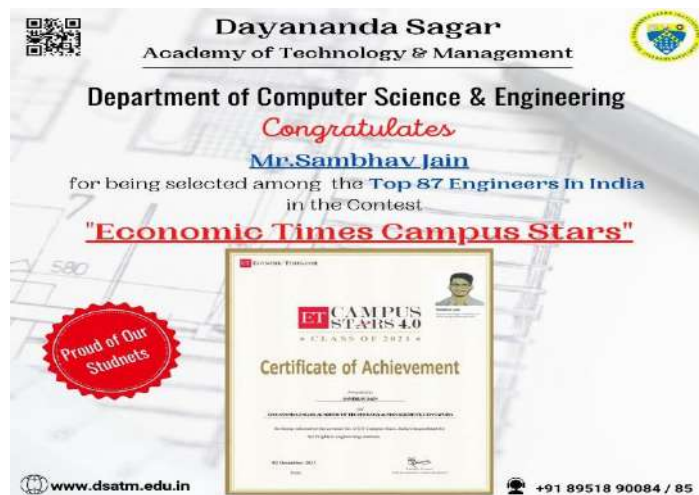 Dayananda Sagar
Academy of Technology & Management
Department of Computer Science & Engineering
Congratulates
Mr.Sambhav Jain
for being selected among the Top 87 Engineers In India
in the Contest
"Economic Times Campus Stars"
580
ET CAMPUS
STARS 4.0
CLASS OF 2021
Certificate of Achievement
Proud of Our
Studnets
www.dsatm.edu.in
+91 89518 90084 / 85